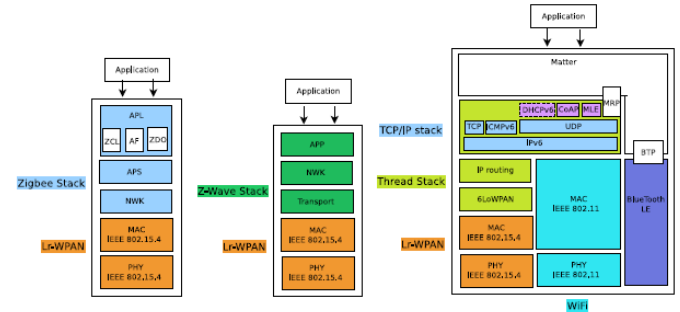 Application
APL
ZCL
AF
ZDO
APS
NWK
MAC
IEEE 802.15.4
PHY
IEEE 802.15.4
Zigbee Stack
Lr-WPAN
Application
APP
NWK
Transport
MAC
IEEE 802.15.4
PHY
IEEE 802.15.4
Z-Wave Stack
Lr-WPAN
Application
Matter
MRP
DHCPv6
CoAP
MLE
TCP
ICMPv6
UDP
IPv6
BTP
IP routing
6LoWPAN
MAC
IEEE 802.15.4
PHY
IEEE 802.15.4
MAC
IEEE 802.11
PHY
IEEE 802.11
BlueTooth
LE
TCP/IP stack
Thread Stack
Lr-WPAN
WiFi